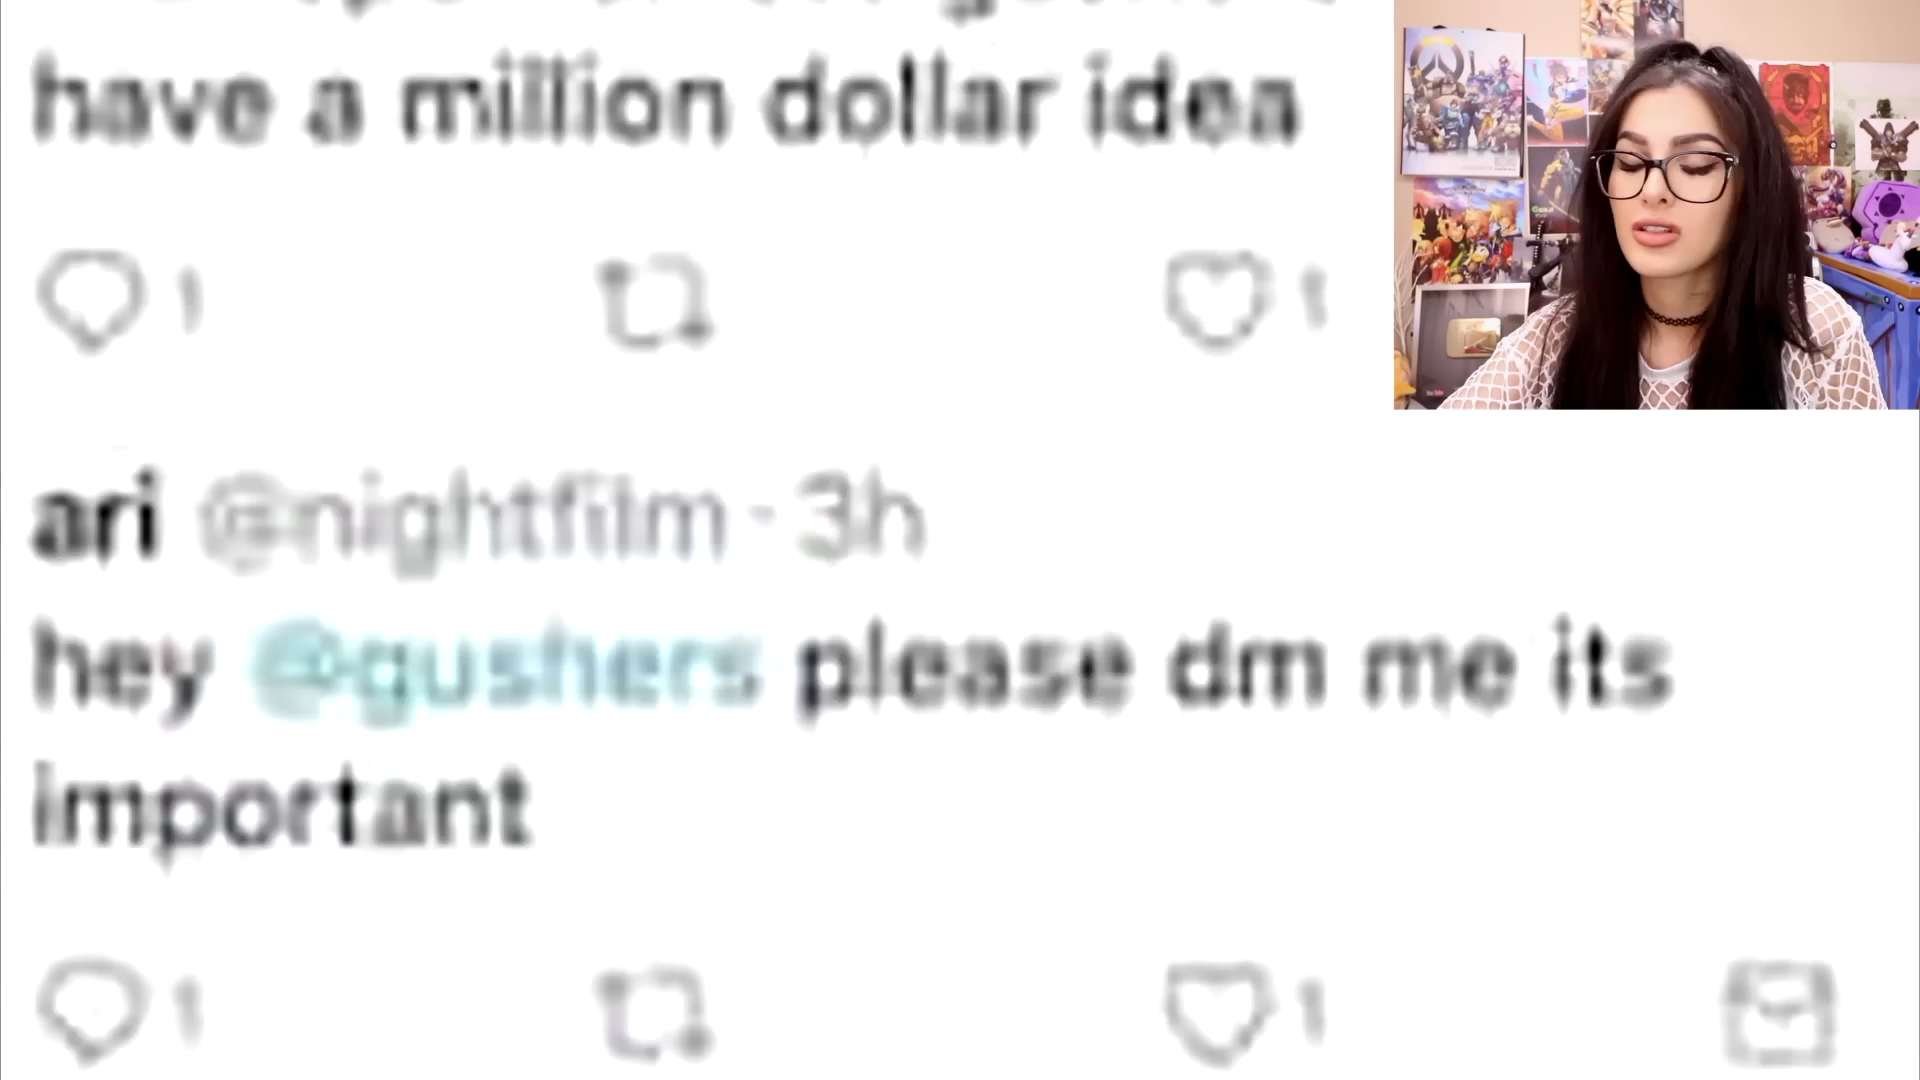 have a million dollar idea
1 1
ari @nightfilm · 3h
hey @gushers please dm me its
important
1 1